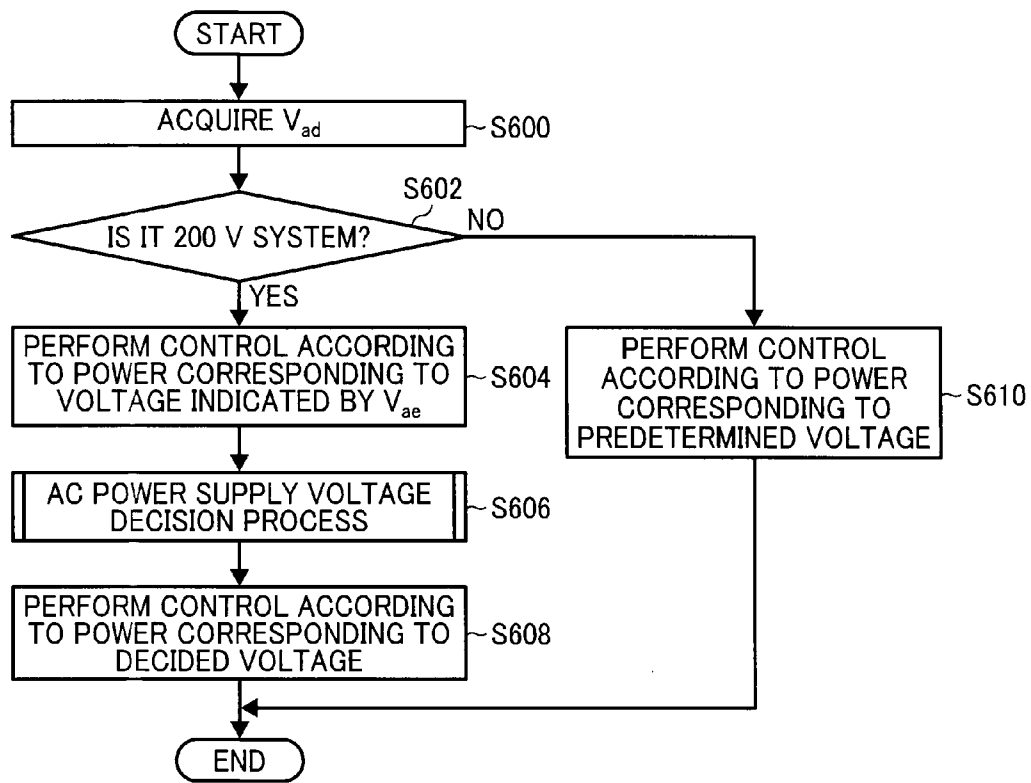 START
ACQUIRE Vad
S600
S602
IS IT 200 V SYSTEM?
NO
YES
PERFORM CONTROL ACCORDING
TO POWER CORRESPONDING TO
VOLTAGE INDICATED BY Vae
S604
PERFORM CONTROL
ACCORDING TO POWER
CORRESPONDING TO
PREDETERMINED VOLTAGE
S610
AC POWER SUPPLY VOLTAGE
DECISION PROCESS
S606
PERFORM CONTROL ACCORDING
TO POWER CORRESPONDING TO
DECIDED VOLTAGE
S608
END